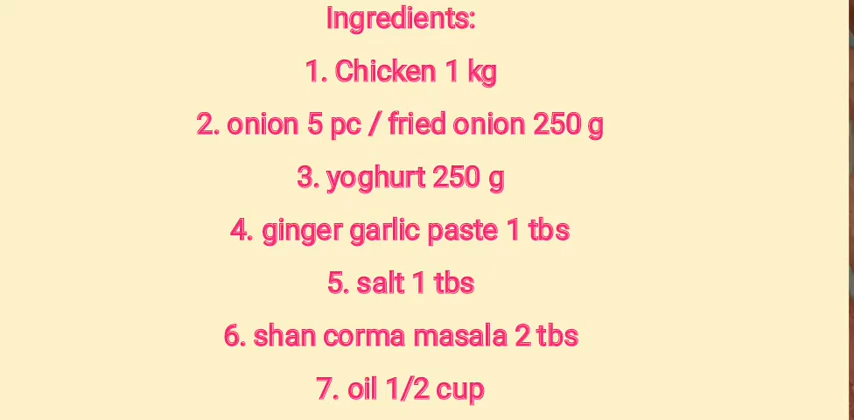 Ingredients:
1. Chicken 1 kg
2. onion 5 pc / fried onion 250 g
3. yoghurt 250 g
4. ginger garlic paste 1 tbs
5. salt 1 tbs
6. shan corma masala 2 tbs
7. oil 1/2 cup